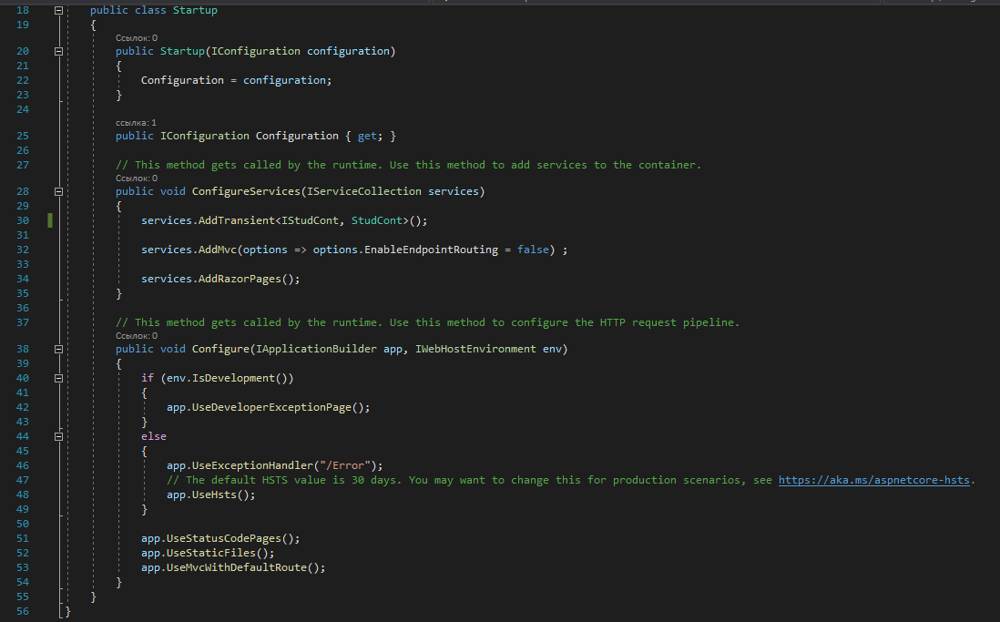 18 public class Startup
19 {
Ссылок: 0
20 public Startup(IConfiguration configuration)
21 {
22 Configuration = configuration;
23 }
24
ссылка: 1
25 public IConfiguration Configuration { get; }
26
27 // This method gets called by the runtime. Use this method to add services to the container.
Ссылок: 0
28 public void ConfigureServices(IServiceCollection services)
29 {
30 services.AddTransient<IStudCont, StudCont>();
31
32 services.AddMvc(options => options.EnableEndpointRouting = false) ;
33
34 services.AddRazorPages();
35 }
36
37 // This method gets called by the runtime. Use this method to configure the HTTP request pipeline.
Ссылок: 0
38 public void Configure(IApplicationBuilder app, IWebHostEnvironment env)
39 {
40 if (env.IsDevelopment())
41 {
42 app.UseDeveloperExceptionPage();
43 }
44 else
45 {
46 app.UseExceptionHandler("/Error");
47 // The default HSTS value is 30 days. You may want to change this for production scenarios, see https://aka.ms/aspnetcore-hsts.
48 app.UseHsts();
49 }
50
51 app.UseStatusCodePages();
52 app.UseStaticFiles();
53 app.UseMvcWithDefaultRoute();
54 }
55 }
56 }